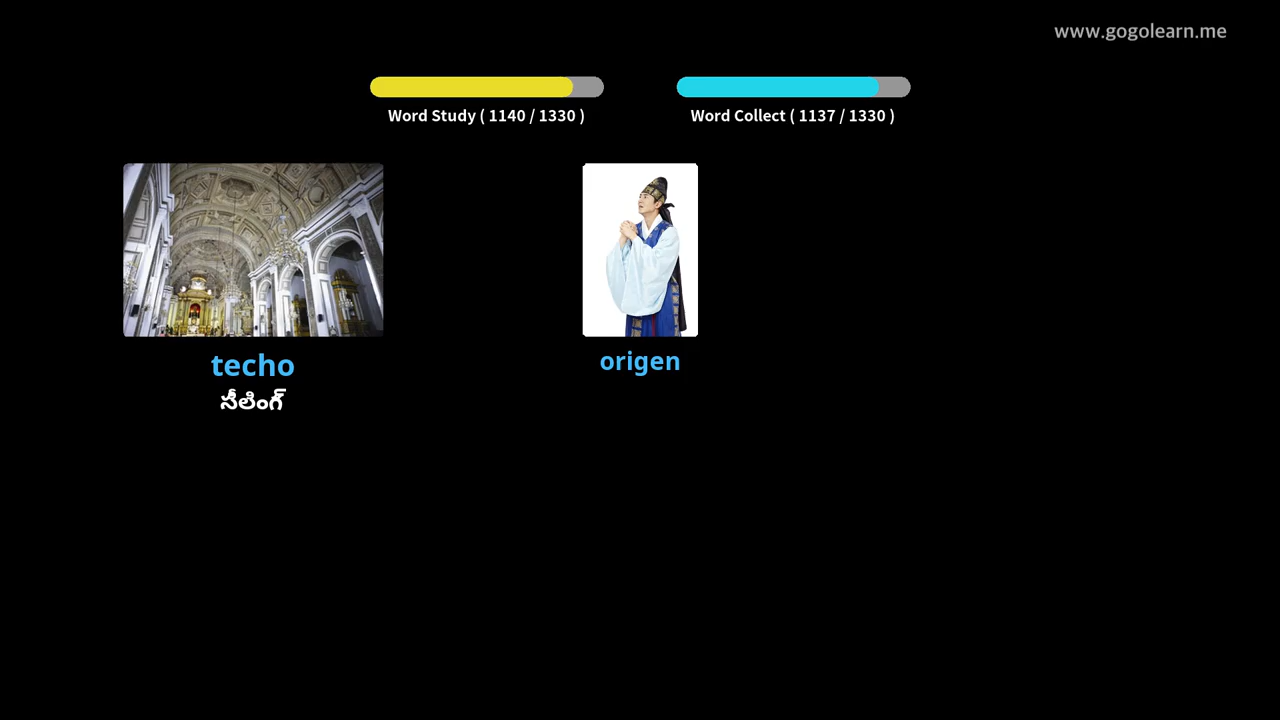 www.gogolearn.me
Word Study ( 1140 / 1330 )
Word Collect ( 1137 / 1330 )
techo
సీలింగ్
origen